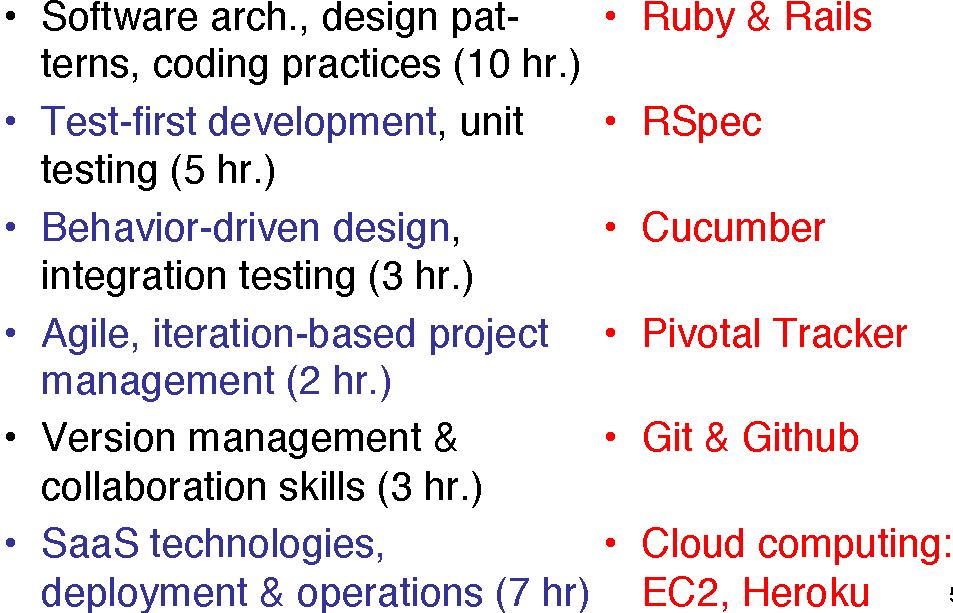 • Software arch., design pat-
terns, coding practices (10 hr.)
• Ruby & Rails
• Test-first development, unit
testing (5 hr.)
• RSpec
• Behavior-driven design,
integration testing (3 hr.)
• Cucumber
• Agile, iteration-based project
management (2 hr.)
• Pivotal Tracker
• Version management &
collaboration skills (3 hr.)
• Git & Github
• SaaS technologies,
deployment & operations (7 hr)
• Cloud computing:
EC2, Heroku